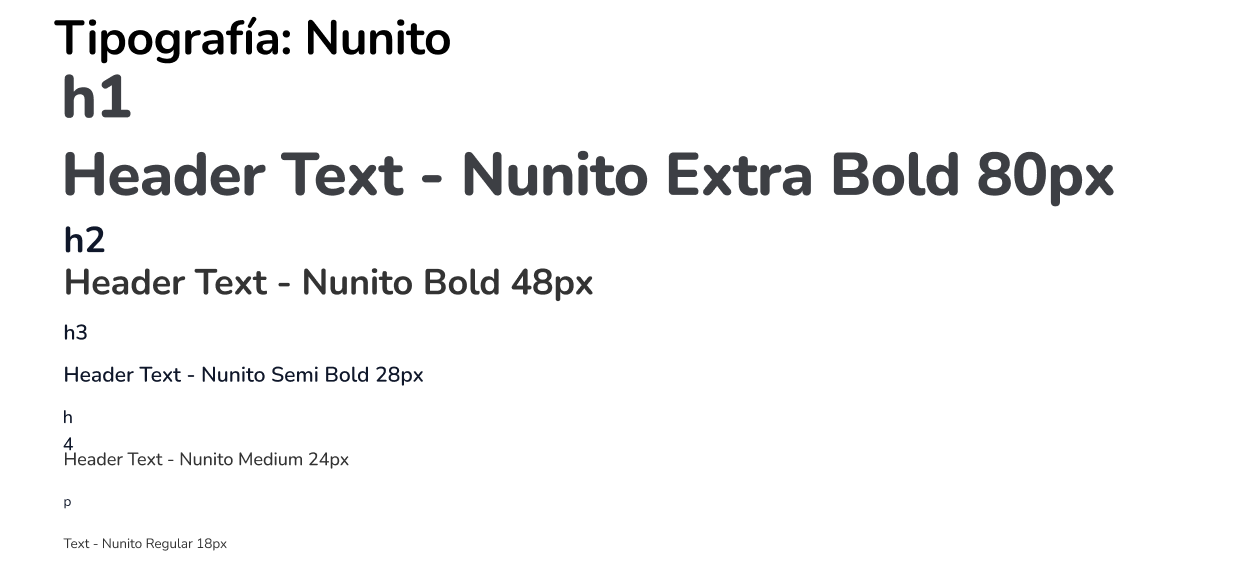 Tipografía: Nunito
h1
Header Text - Nunito Extra Bold 80px
h2
Header Text - Nunito Bold 48px
h3
Header Text - Nunito Semi Bold 28px
h
4
Header Text - Nunito Medium 24px
p
Text - Nunito Regular 18px